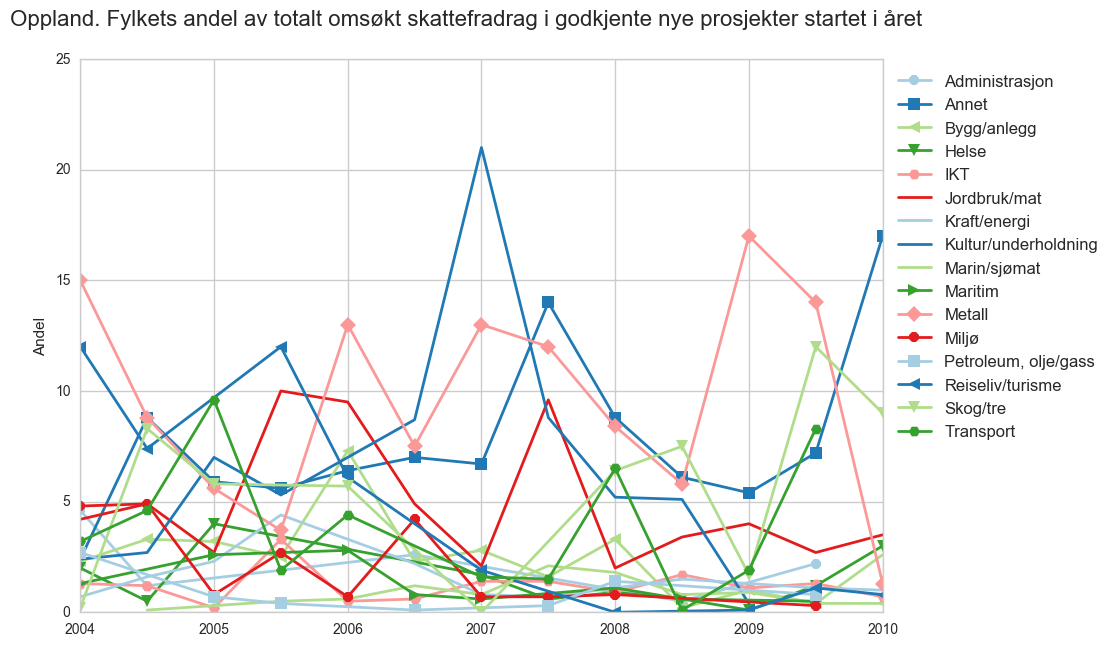 Oppland. Fylkets andel av totalt omsøkt skattefradrag i godkjente nye prosjekter startet i året
25
20
15
10
5
0
Andel
2004 2005 2006 2007 2008 2009 2010
Administrasjon
Annet
Bygg/anlegg
Helse
IKT
Jordbruk/mat
Kraft/energi
Kultur/underholdning
Marin/sjømat
Maritim
Metall
Miljø
Petroleum, olje/gass
Reiseliv/turisme
Skog/tre
Transport